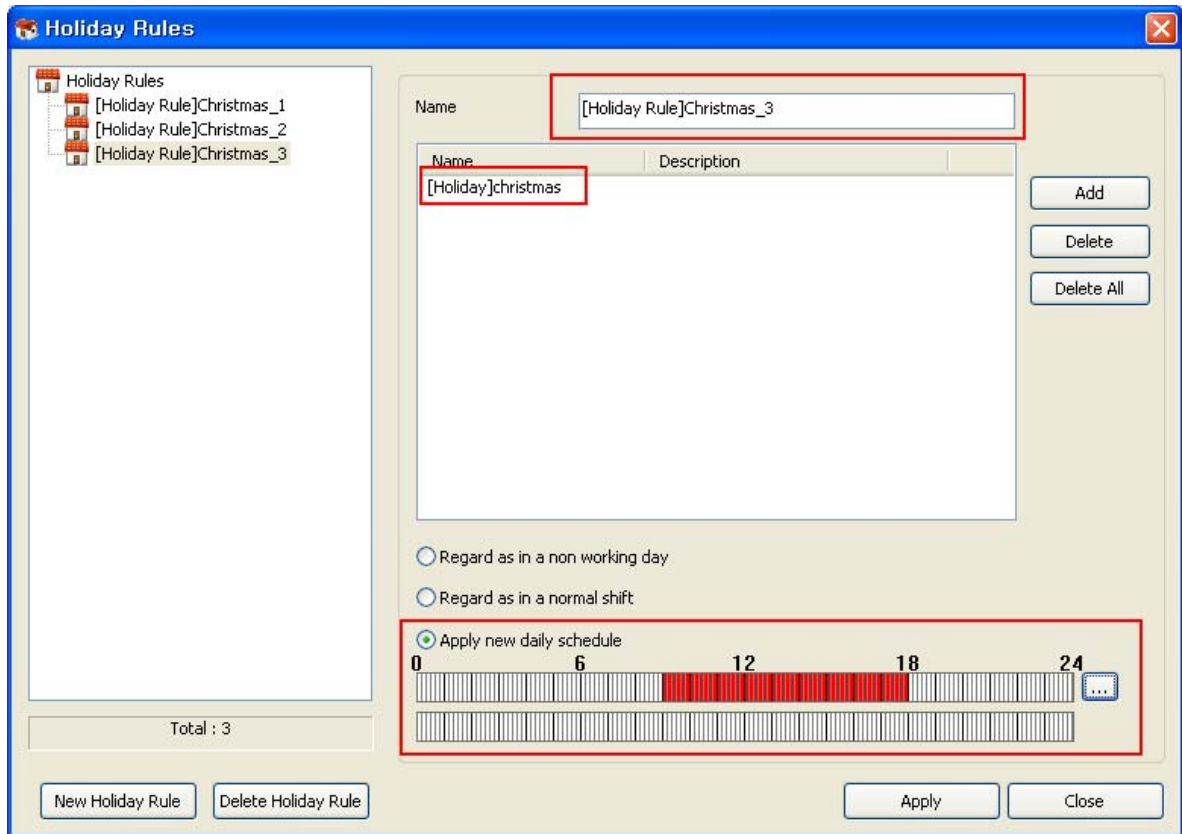 Holiday Rules
Holiday Rules
[Holiday Rule]Christmas_1
[Holiday Rule]Christmas_2
[Holiday Rule]Christmas_3
Total : 3
New Holiday Rule Delete Holiday Rule
Name [Holiday Rule]Christmas_3
Name Description
[Holiday]christmas
Add
Delete
Delete All
Regard as in a non working day
Regard as in a normal shift
Apply new daily schedule
0 6 12 18 24
...
Apply Close